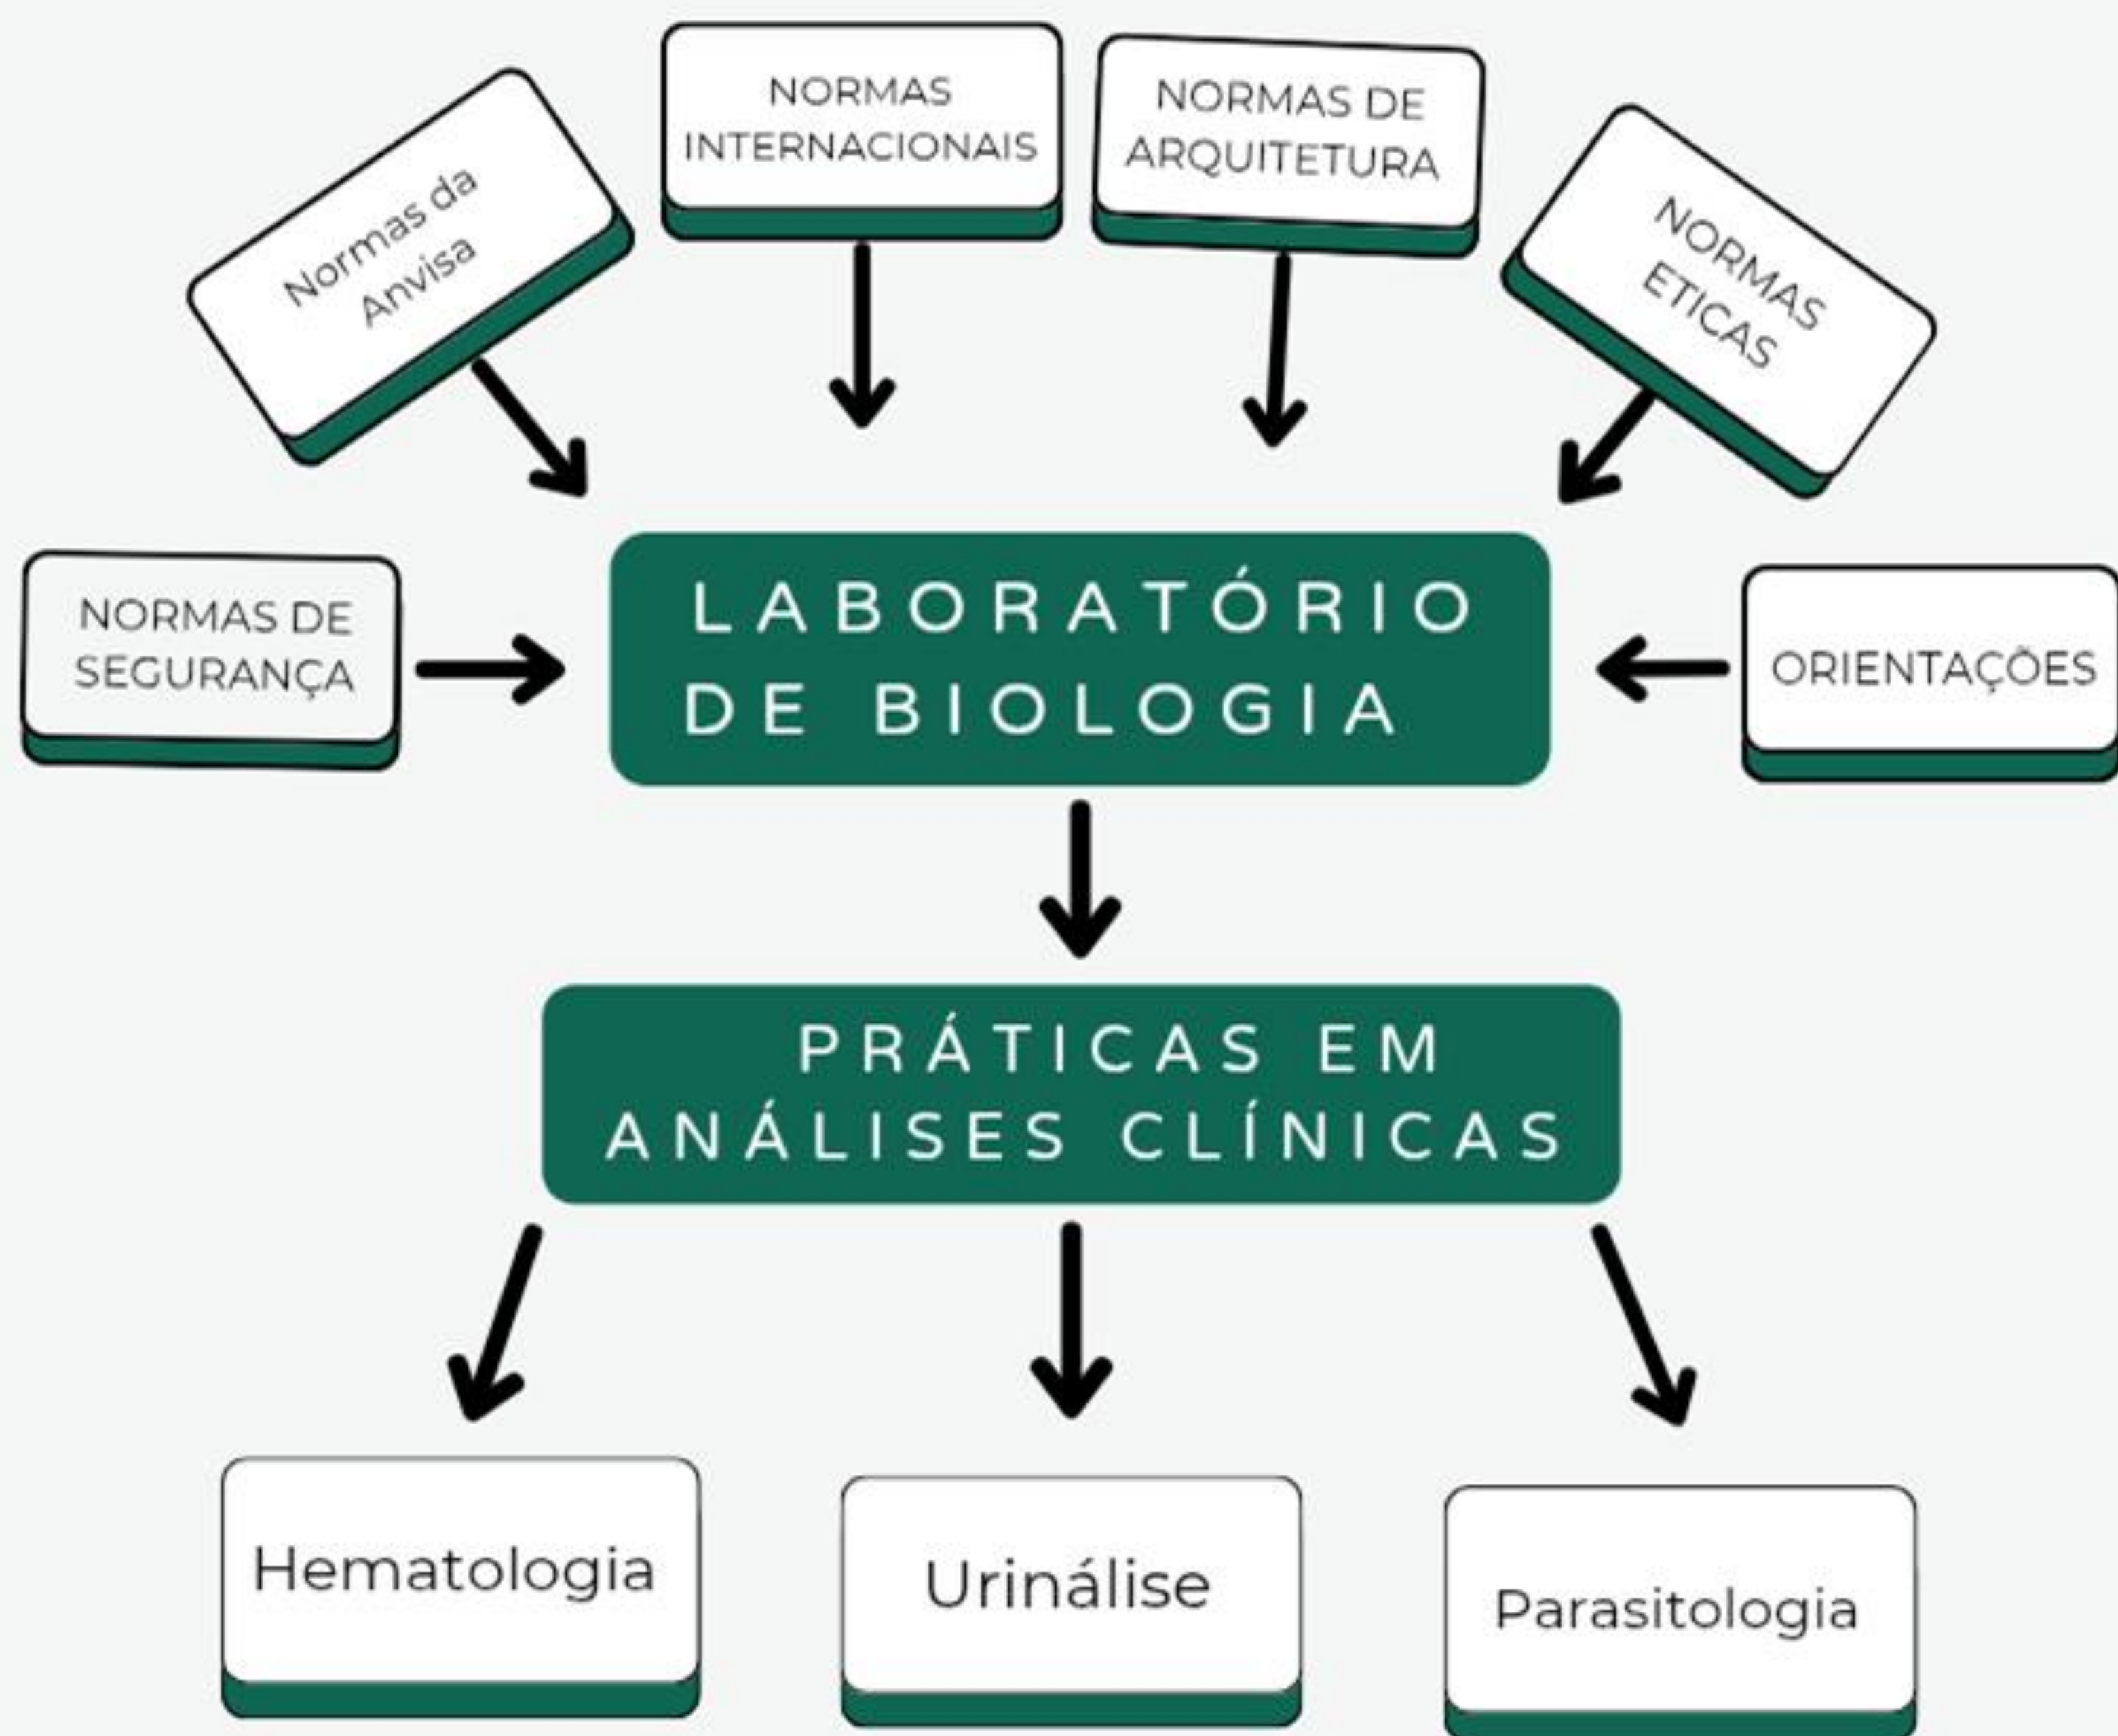 NORMAS
INTERNACIONAIS
NORMAS DE
ARQUITETURA
Normas da
Anvisa
NORMAS
ETICAS
NORMAS DE
SEGURANÇA
LABORATÓRIO
DE BIOLOGIA
ORIENTAÇÕES
PRÁTICAS EM
ANÁLISES CLÍNICAS
Hematologia
Urinálise
Parasitologia